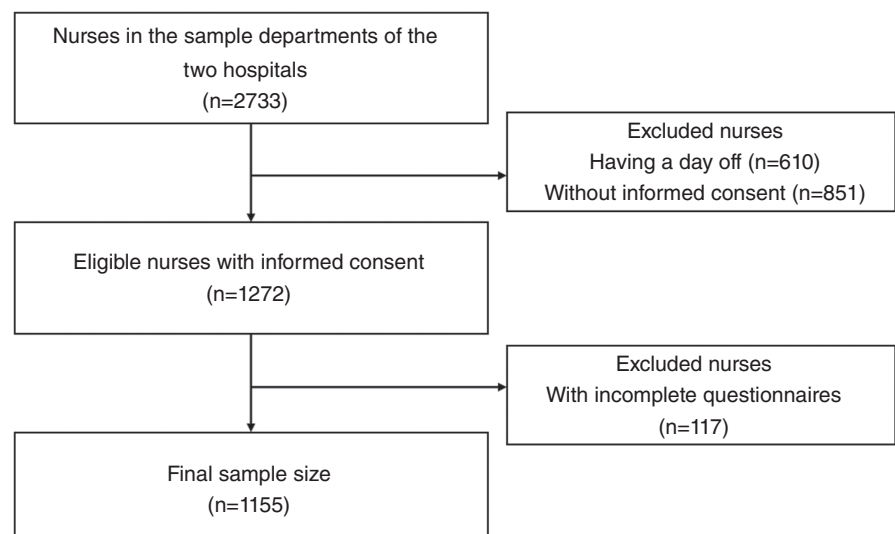 Nurses in the sample departments of the
two hospitals
(n=2733)
Excluded nurses
Having a day off (n=610)
Without informed consent (n=851)
Eligible nurses with informed consent
(n=1272)
Excluded nurses
With incomplete questionnaires
(n=117)
Final sample size
(n=1155)